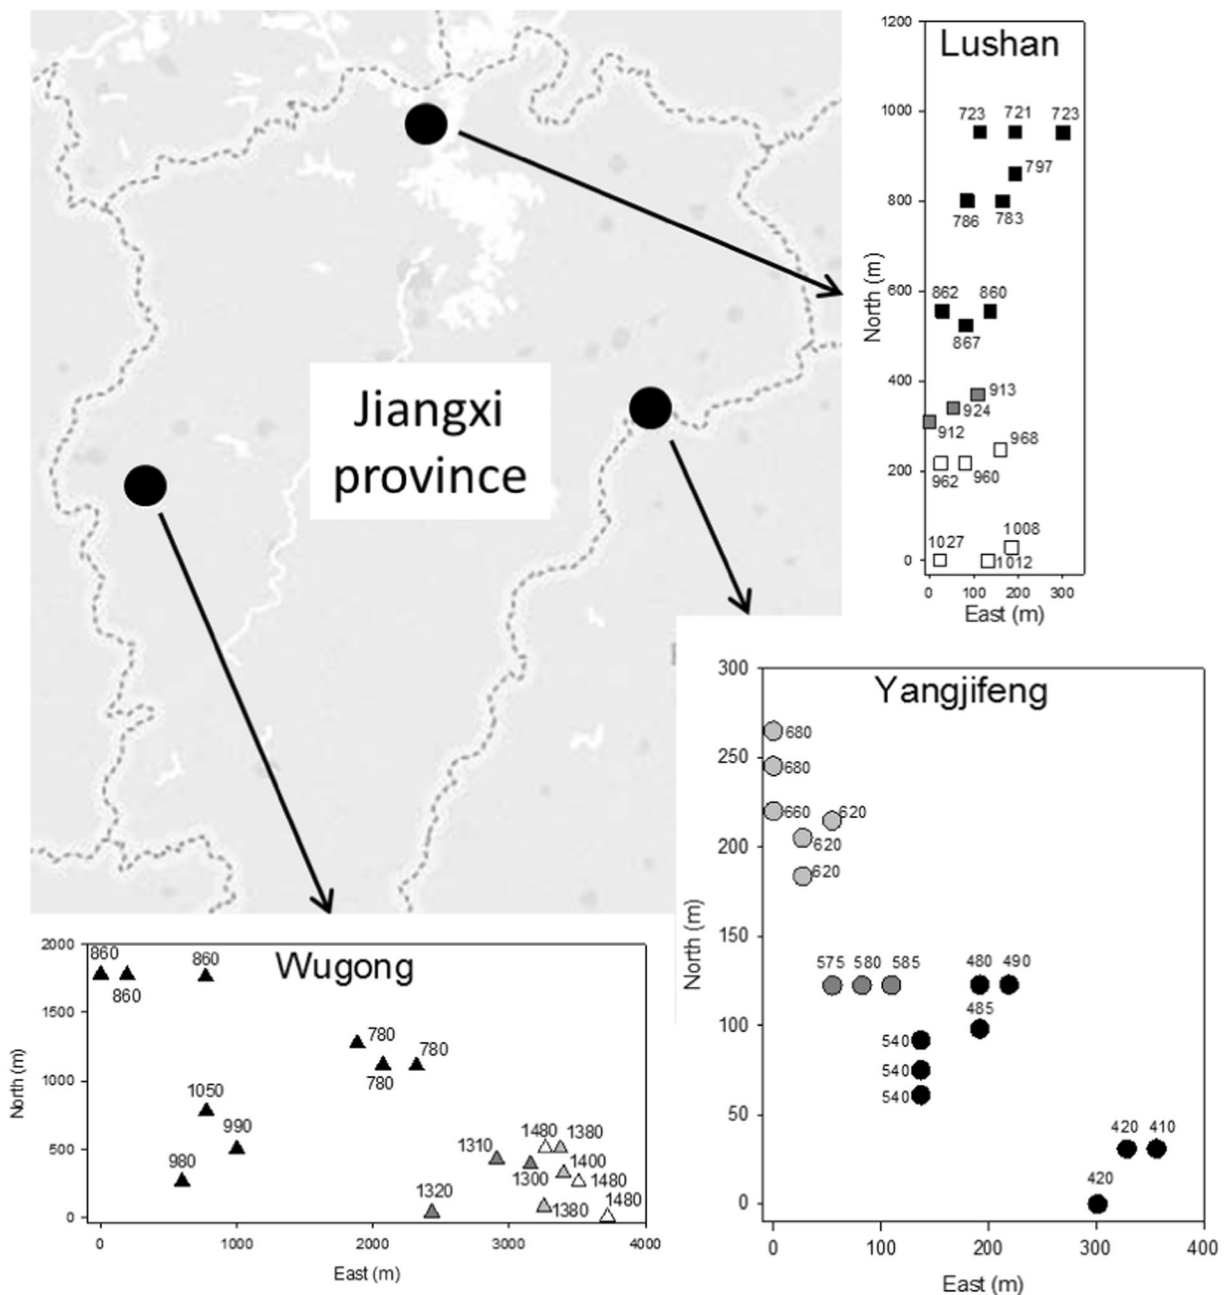 Jiangxi
province
Lushan
1200
1000
800
600
400
200
0
North (m)
723 721 723
797
786 783
862 860
867
913
924
912
968
962 960
1027 1008
1012
0 100 200 300
East (m)
Yangjifeng
300
250
200
150
100
50
0
North (m)
680
680
660 620
620
620
575 580 585 480 490
485
540
540
540
420 410
420
0 100 200 300 400
East (m)
Wugong
2000
1500
1000
500
0
North (m)
860 860
860
780 780
780
1050
990
980
1310 1480 1380
1300 1400
1480
1320 1380 1480
0 1000 2000 3000 4000
East (m)